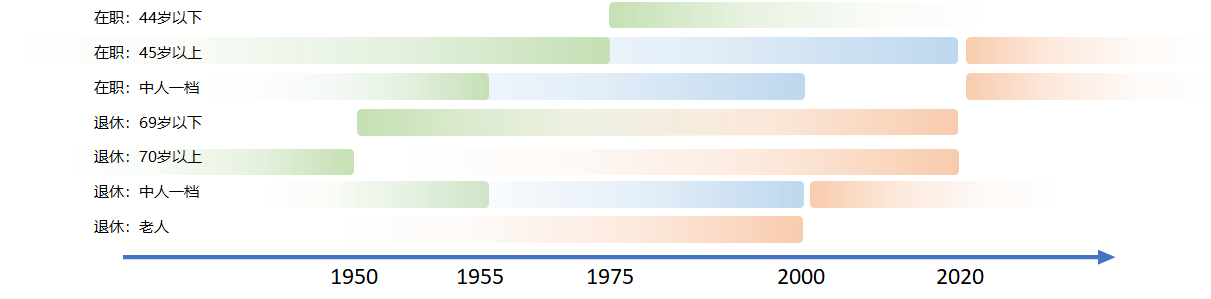 在职：44岁以下
在职：45岁以上
在职：中人一档
退休：69岁以下
退休：70岁以上
退休：中人一档
退休：老人
1950 1955 1975 2000 2020